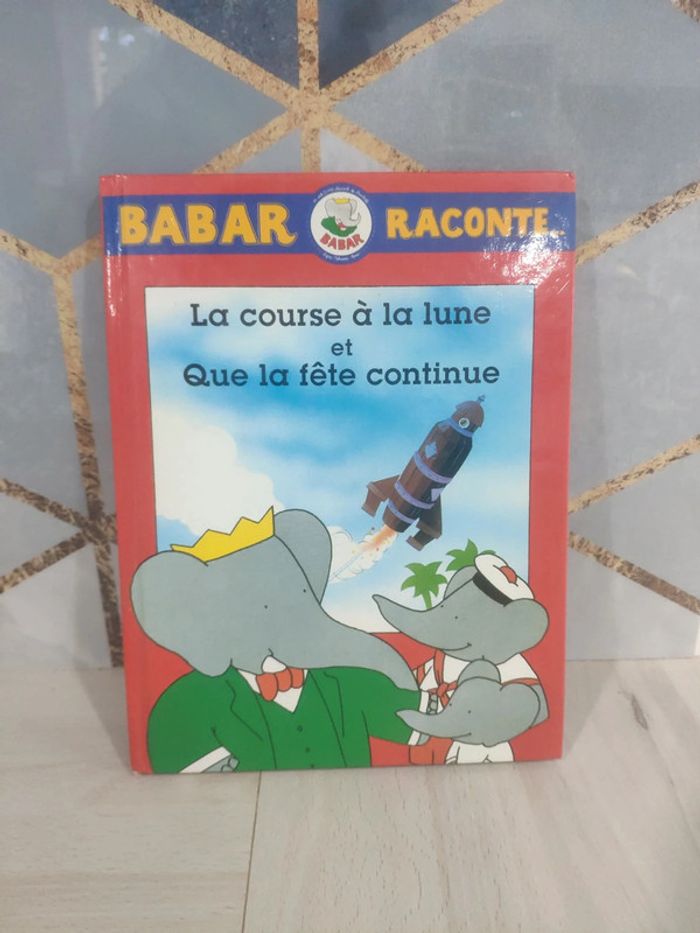 BABAR RACONTE
BABAR
La course à la lune
et
Que la fête continue